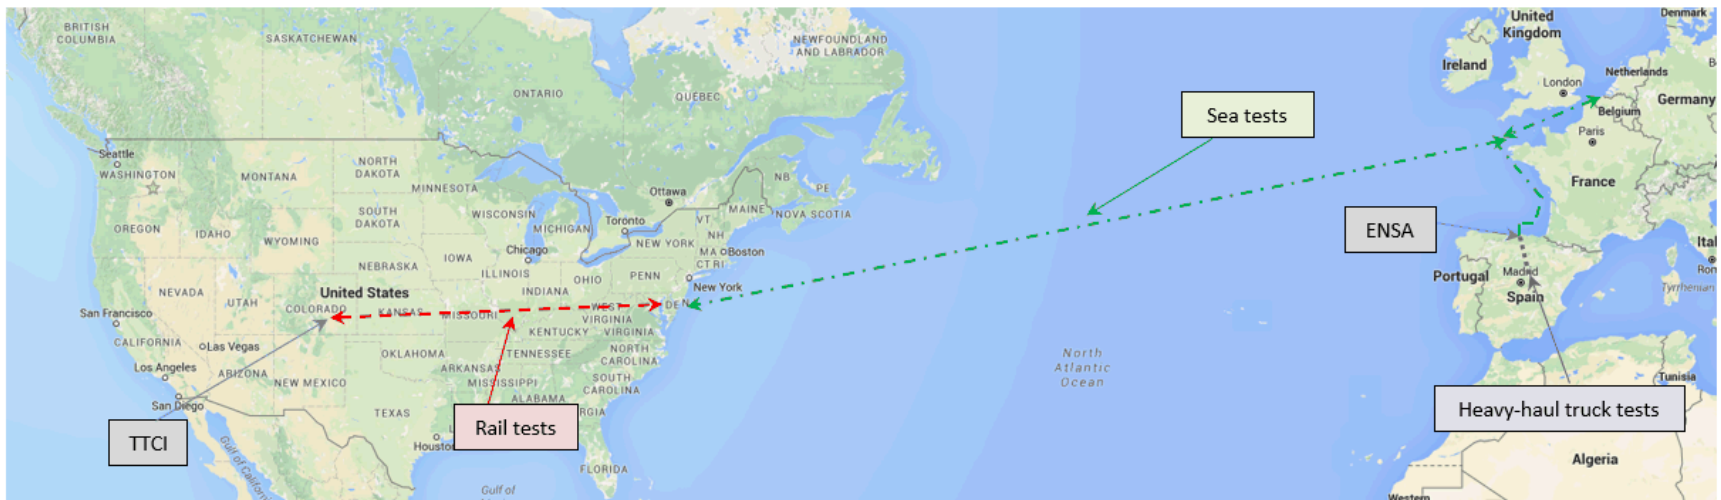 BRITISH
COLUMBIA
SASKATCHEWAN
NEWFOUNDLAND
AND LABRADOR
ONTARIO
QUEBEC
United
Kingdom
Denmark
Ireland
London
Netherlands
Belgium
Germany
Paris
France
Sea tests
Seattle
WASHINGTON
MONTANA
NORTH
DAKOTA
MINNESOTA
Ottawa
NB
PE
MAINE
NOVA SCOTIA
OREGON
IDAHO
WYOMING
SOUTH
DAKOTA
WISCONSIN
MICHIGAN
Toronto
VT
NH
NEW YORK
MA
Boston
CT RI
ENSA
Chicago
IOWA
NEBRASKA
ILLINOIS
INDIANA
OHIO
PENN
New York
NEVADA
UTAH
COLORADO
United States
KANSAS
MISSOURI
WEST
VIRGINIA
DE
KENTUCKY
VIRGINIA
Portugal
Madrid
Spain
Tyrrhenian
San Francisco
CALIFORNIA
Las Vegas
Los Angeles
ARIZONA
NEW MEXICO
OKLAHOMA
ARKANSAS
TENNESSEE
NORTH
CAROLINA
MISSISSIPPI
SOUTH
CAROLINA
ALABAMA
North
Atlantic
Ocean
Tunisia
San Diego
TEXAS
TTCI
Rail tests
Heavy-haul truck tests
FLORIDA
Gulf of
Algeria
Western